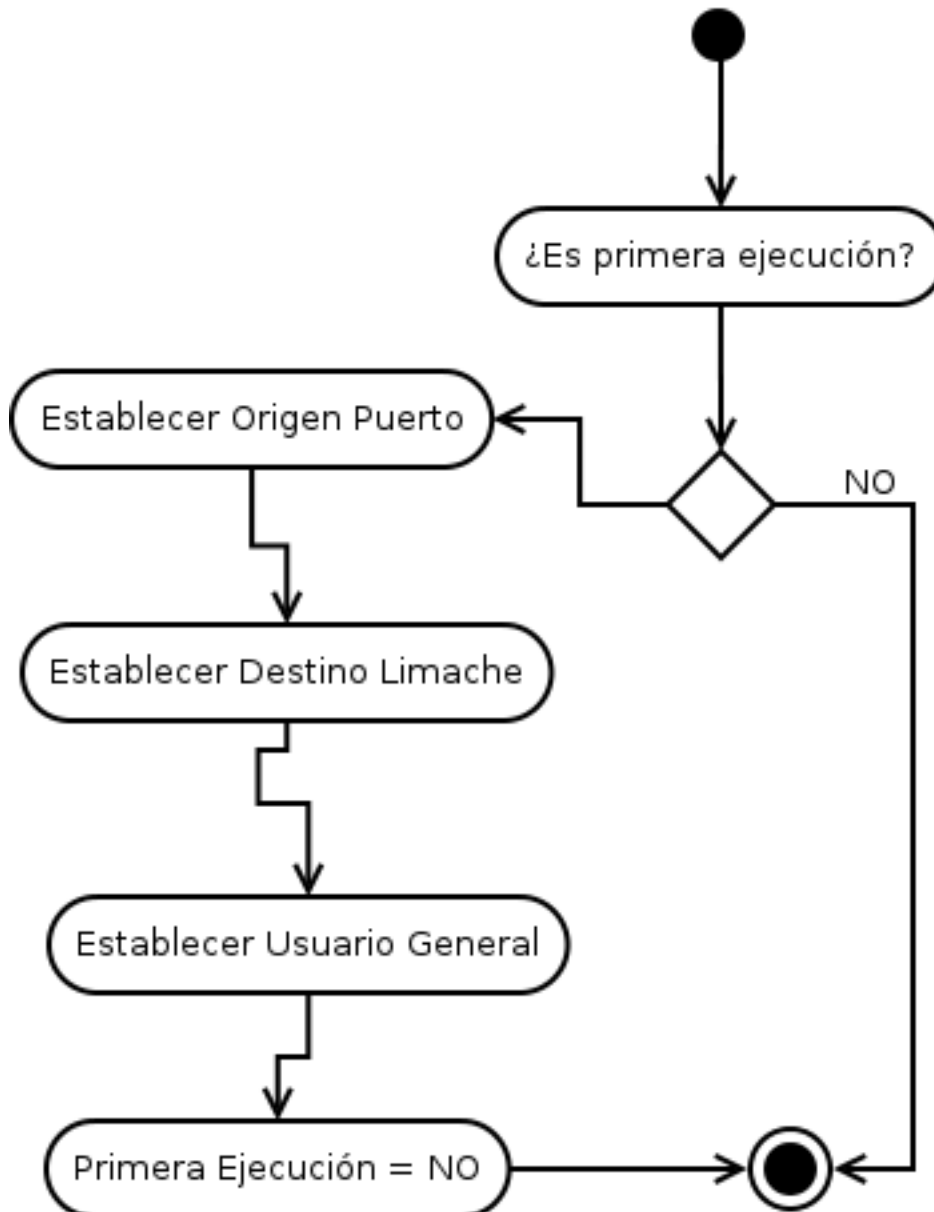 ¿Es primera ejecución?
Establecer Origen Puerto
NO
Establecer Destino Limache
Establecer Usuario General
Primera Ejecución = NO